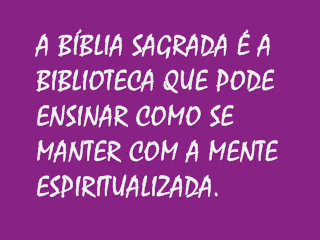 A BÍBLIA SAGRADA É A
BIBLIOTECA QUE PODE
ENSINAR COMO SE
MANTER COM A MENTE
ESPIRITUALIZADA.